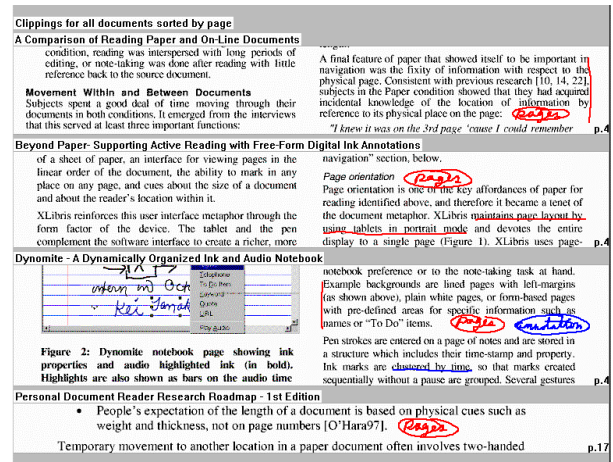 Clippings for all documents sorted by page
A Comparison of Reading Paper and On-Line Documents
condition, reading was interspersed with long periods of
editing, or note-taking was done after reading with little
reference back to the source document.
Movement Within and Between Documents
Subjects spent a good deal of time moving through their
documents in both conditions. It emerged from the interviews
that this served at least three important functions:
A final feature of paper that showed itself to be important in
navigation was the fixity of information with respect to the
physical page. Consistent with previous research [10, 14, 22],
subjects in the Paper condition showed that they had acquired
incidental knowledge of the location of information by
reference to its physical place on the page: pages
"I knew it was on the 3rd page 'cause I could remember
p.4
Beyond Paper- Supporting Active Reading with Free-Form Digital Ink Annotations
of a sheet of paper, an interface for viewing pages in the
linear order of the document, the ability to mark in any
place on any page, and cues about the size of a document
and about the reader's location within it.
XLibris reinforces this user interface metaphor through the
form factor of the device. The tablet and the pen
complement the software interface to create a richer, more
navigation" section, below.
Page orientation pages
Page orientation is one of the key affordances of paper for
reading identified above, and therefore it became a tenet of
the document metaphor. XLibris maintains page layout by
using tablets in portrait mode and devotes the entire
display to a single page (Figure 1). XLibris uses page-
p.4
Dynomite - A Dynamically Organized Ink and Audio Notebook
intern in Oct
Kei Tanak
Telephone
To Do Item
Keyword
Quote
URL
Play Audio
Figure 2: Dynomite notebook page showing ink
properties and audio highlighted ink (in bold).
Highlights are also shown as bars on the audio time
notebook preference or to the note-taking task at hand.
Example backgrounds are lined pages with left-margins
(as shown above), plain white pages, or form-based pages
with pre-defined areas for specific information such as
names or "To Do" items. pages annotation
Pen strokes are entered on a page of notes and are stored in
a structure which includes their time-stamp and property.
Ink marks are clustered by time, so that marks created
sequentially without a pause are grouped. Several gestures
p.4
Personal Document Reader Research Roadmap - 1st Edition
• People's expectation of the length of a document is based on physical cues such as
weight and thickness, not on page numbers [O'Hara97]. pages
Temporary movement to another location in a paper document often involves two-handed
p.17